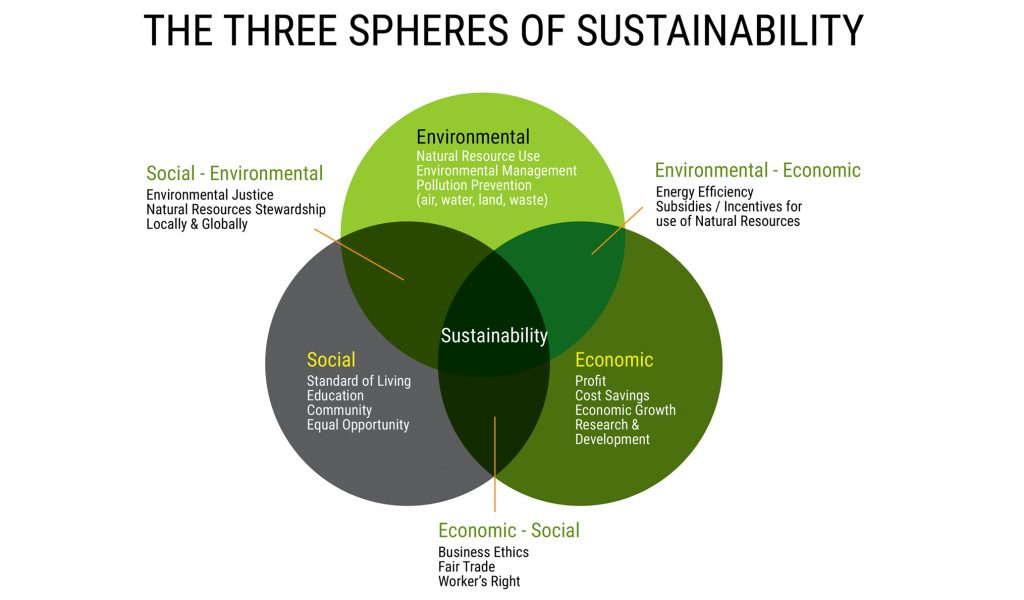 THE THREE SPHERES OF SUSTAINABILITY
Environmental
Natural Resource Use
Environmental Management
Pollution Prevention
(air, water, land, waste)
Social - Environmental
Environmental Justice
Natural Resources Stewardship
Locally & Globally
Environmental - Economic
Energy Efficiency
Subsidies / Incentives for
use of Natural Resources
Sustainability
Social
Standard of Living
Education
Community
Equal Opportunity
Economic
Profit
Cost Savings
Economic Growth
Research &
Development
Economic - Social
Business Ethics
Fair Trade
Worker's Right